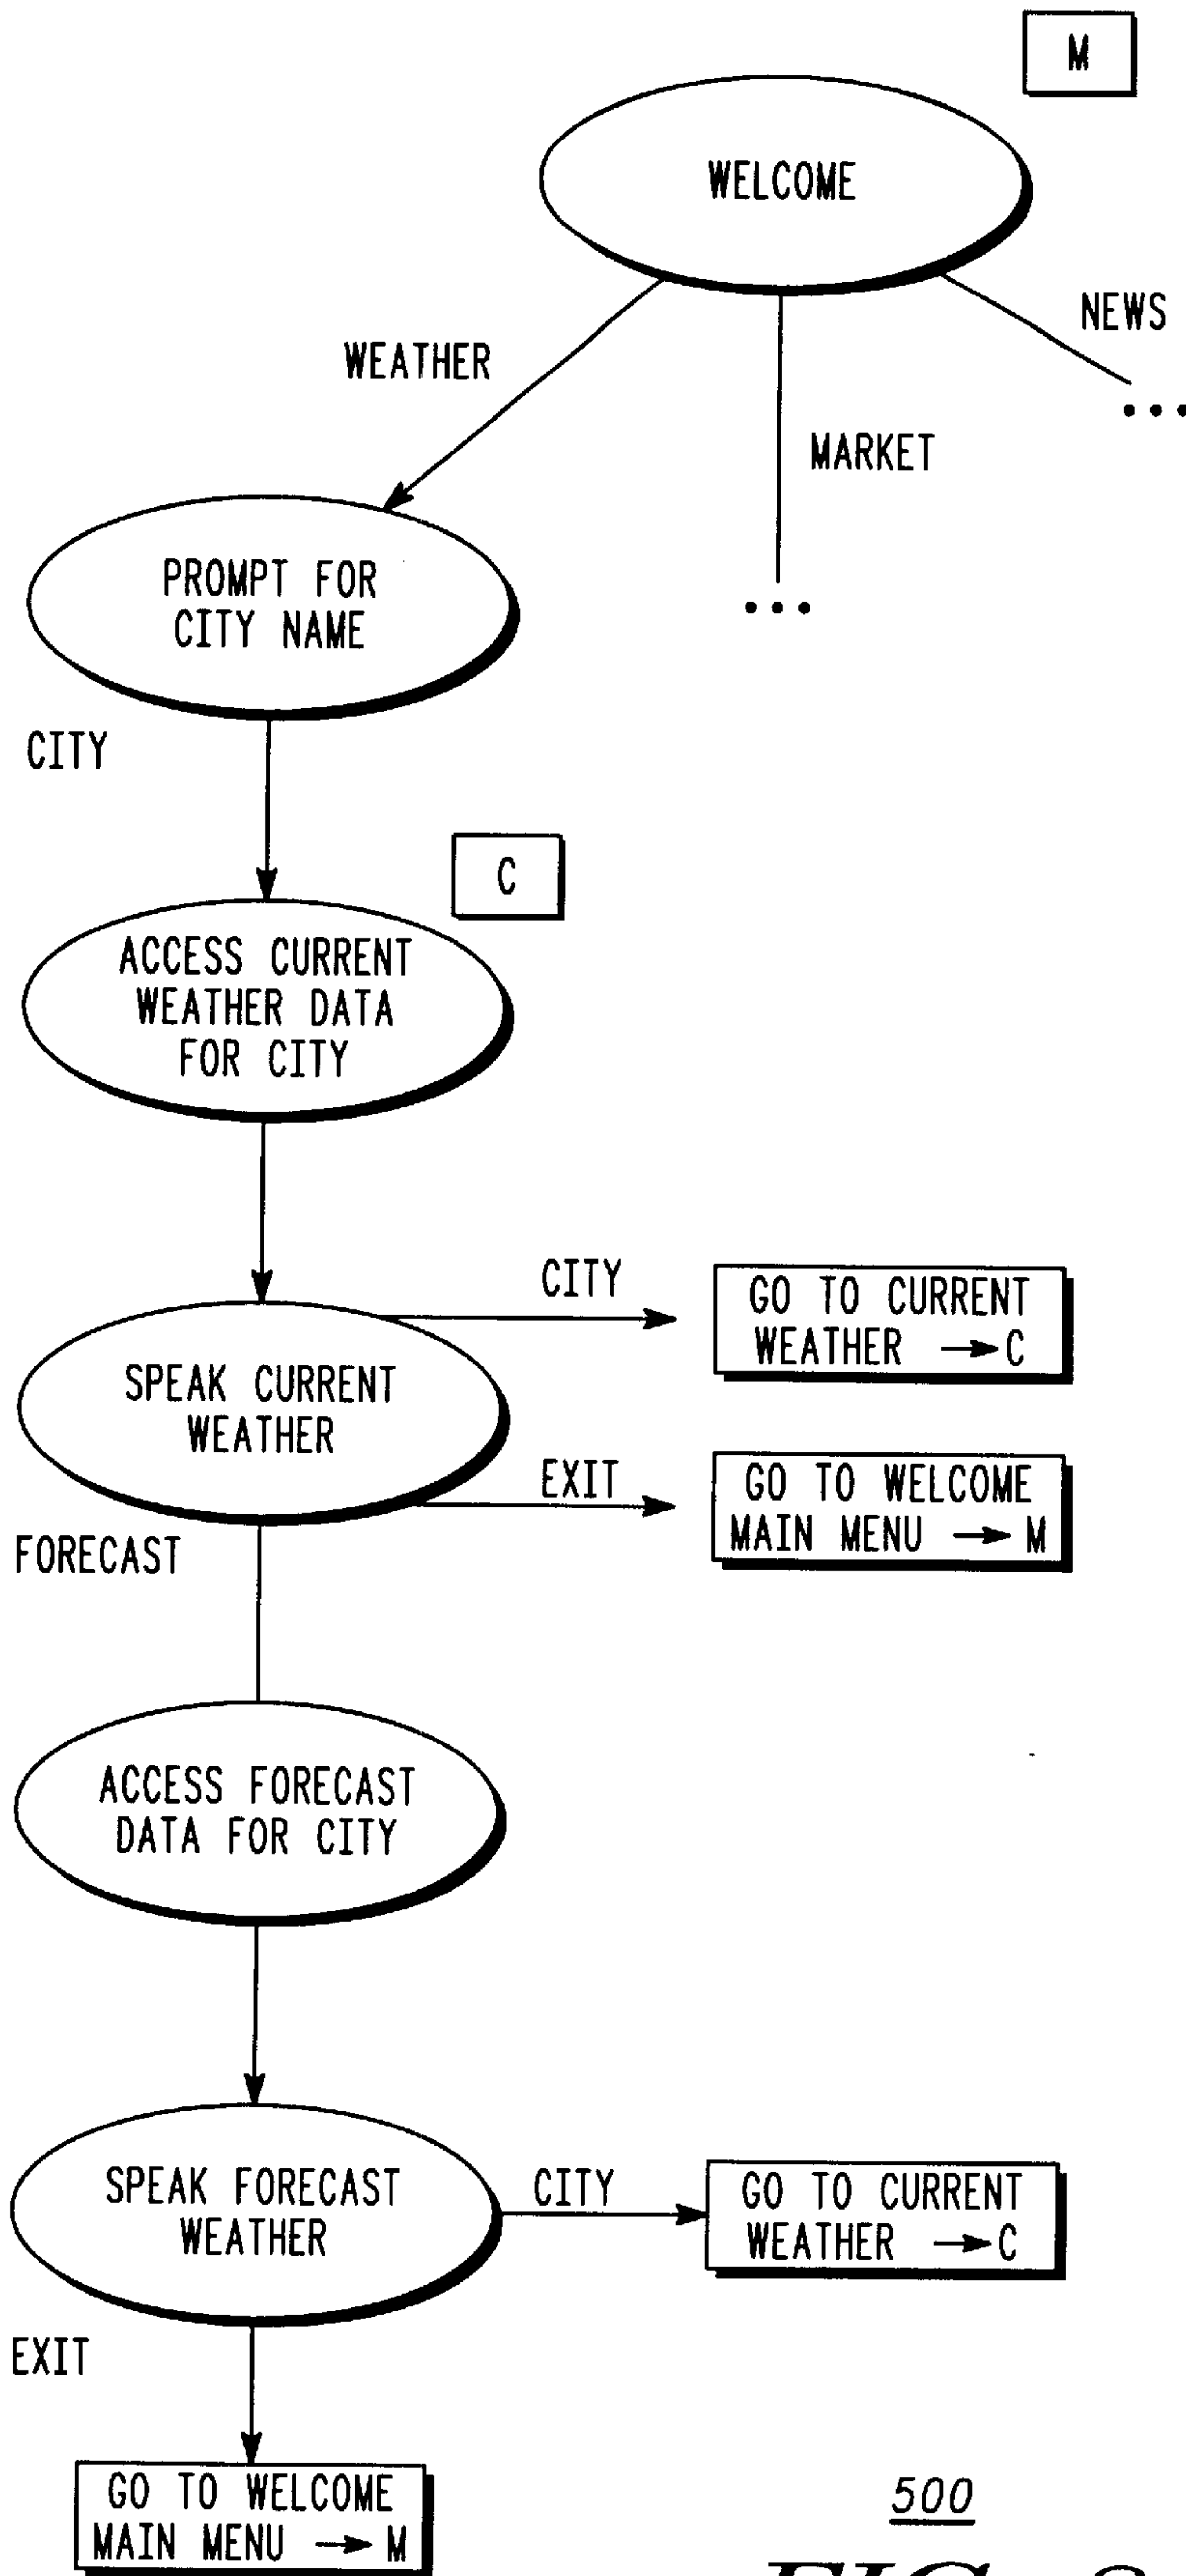 M
WELCOME
NEWS
WEATHER
MARKET
PROMPT FOR
CITY NAME
CITY
C
ACCESS CURRENT
WEATHER DATA
FOR CITY
CITY
GO TO CURRENT
WEATHER → C
SPEAK CURRENT
WEATHER
EXIT
GO TO WELCOME
MAIN MENU → M
FORECAST
ACCESS FORECAST
DATA FOR CITY
SPEAK FORECAST
WEATHER
CITY
GO TO CURRENT
WEATHER → C
EXIT
GO TO WELCOME
MAIN MENU → M
500
FIG.